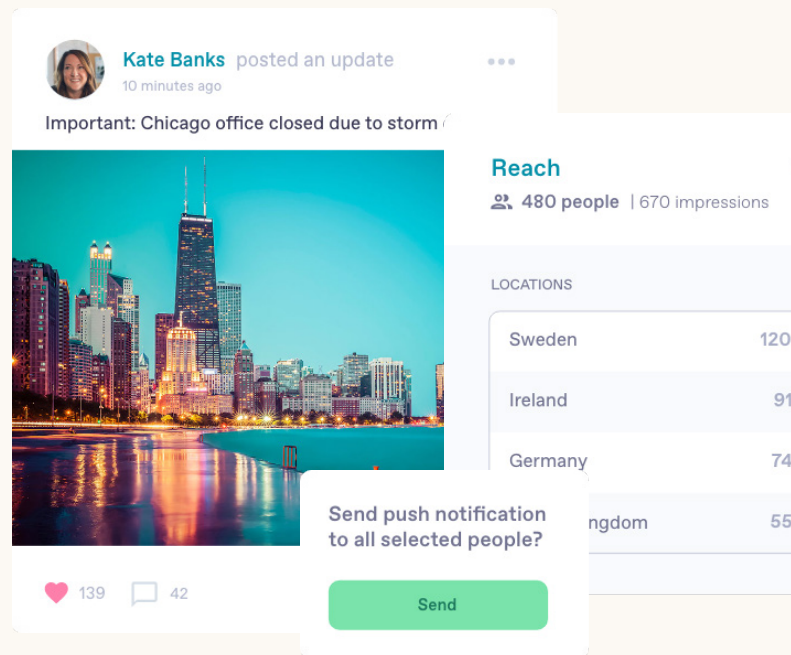 Kate Banks posted an update
10 minutes ago
Important: Chicago office closed due to storm
Reach
480 people | 670 impressions
LOCATIONS
Sweden 120
Ireland 91
Germany 74
ngdom 55
139 42
Send push notification
to all selected people?
Send